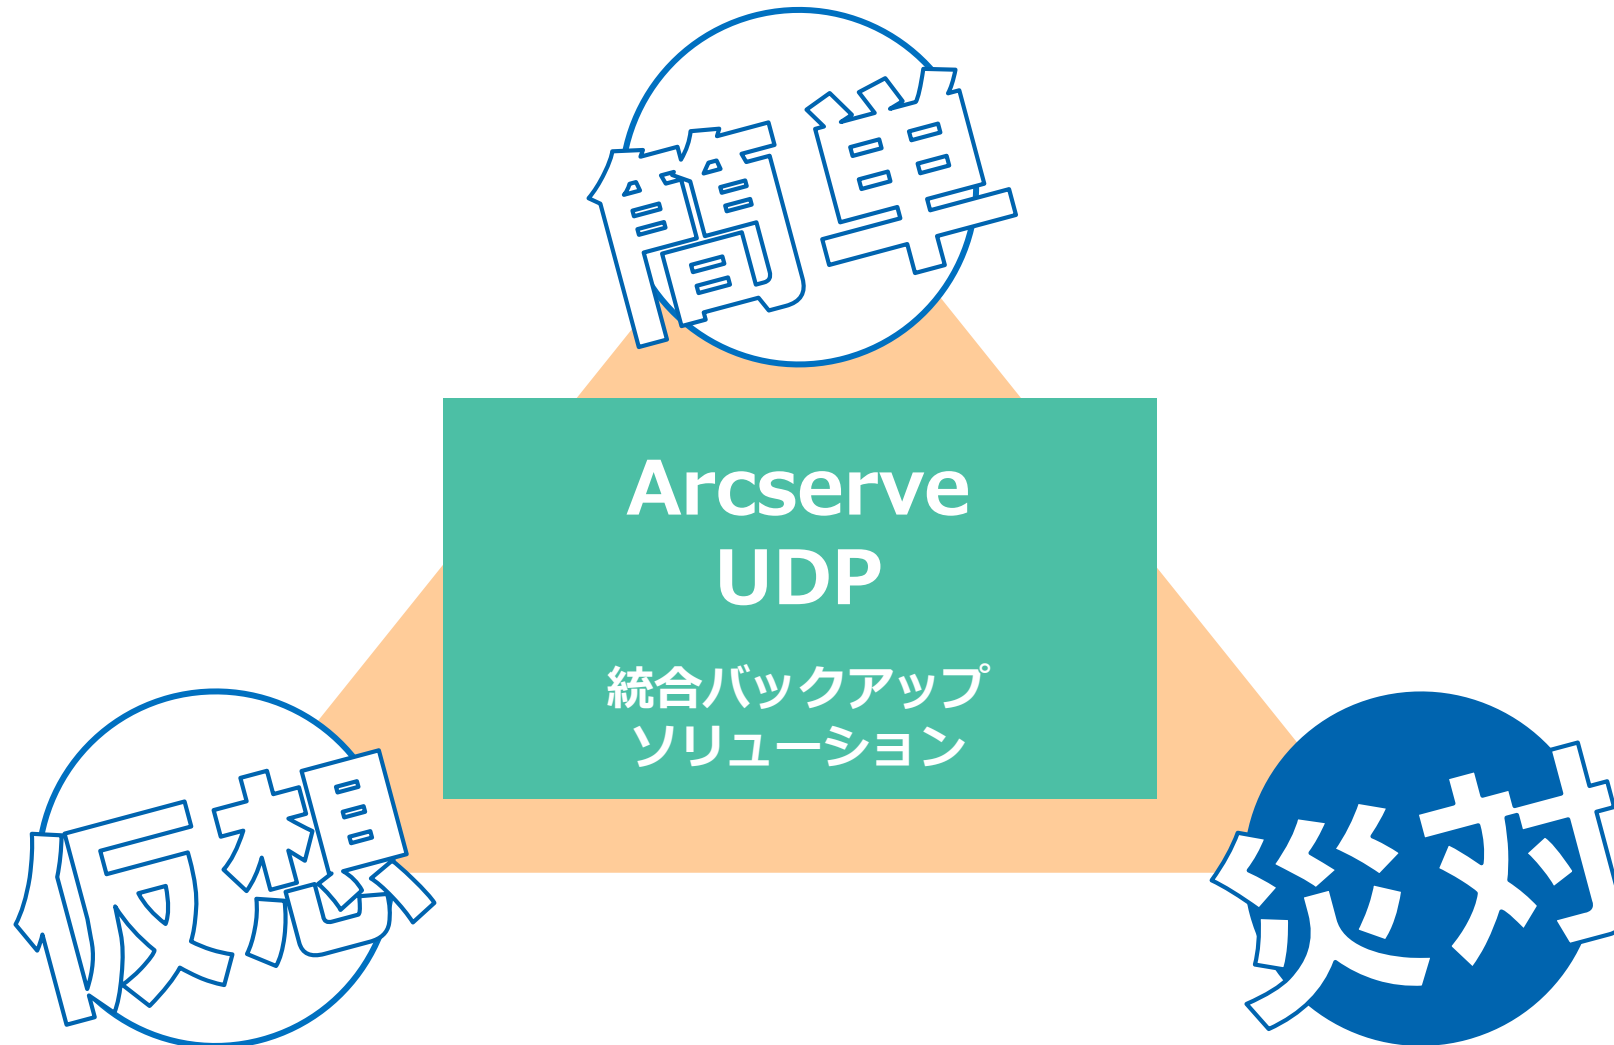 簡単
Arcserve
UDP
統合バックアップ
ソリューション
仮想
災対